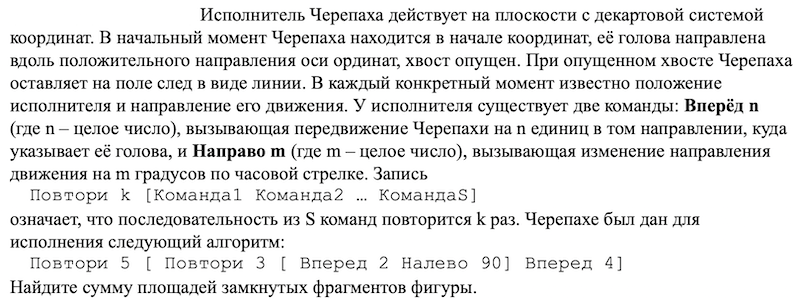 Исполнитель Черепаха действует на плоскости с декартовой системой
координат. В начальный момент Черепаха находится в начале координат, её голова направлена
вдоль положительного направления оси ординат, хвост опущен. При опущенном хвосте Черепаха
оставляет на поле след в виде линии. В каждый конкретный момент известно положение
исполнителя и направление его движения. У исполнителя существует две команды: Вперёд n
(где n – целое число), вызывающая передвижение Черепахи на n единиц в том направлении, куда
указывает её голова, и Направо m (где m – целое число), вызывающая изменение направления
движения на m градусов по часовой стрелке. Запись
Повтори k [Команда1 Команда2 … КомандаS]
означает, что последовательность из S команд повторится k раз. Черепахе был дан для
исполнения следующий алгоритм:
Повтори 5 [ Повтори 3 [ Вперед 2 Налево 90] Вперед 4]
Найдите сумму площадей замкнутых фрагментов фигуры.